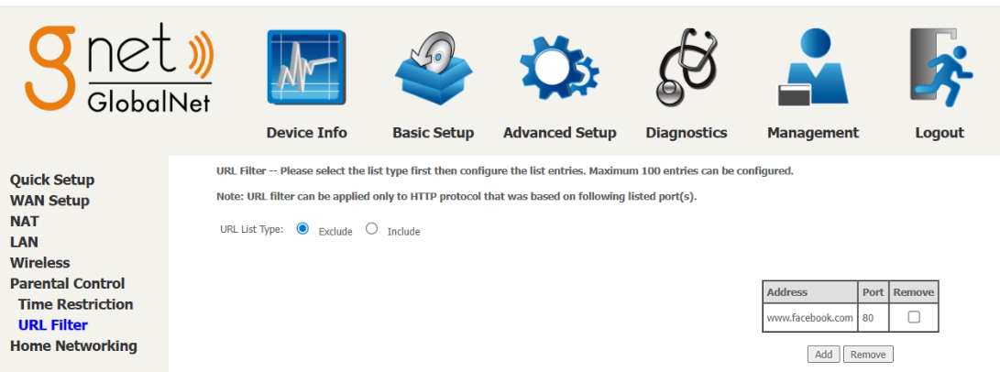 gnet
GlobalNet
Device Info Basic Setup Advanced Setup Diagnostics Management Logout
Quick Setup
WAN Setup
NAT
LAN
Wireless
Parental Control
Time Restriction
URL Filter
Home Networking
URL Filter -- Please select the list type first then configure the list entries. Maximum 100 entries can be configured.
Note: URL filter can be applied only to HTTP protocol that was based on following listed port(s).
URL List Type: Exclude Include
Address Port Remove
www.facebook.com 80
Add Remove